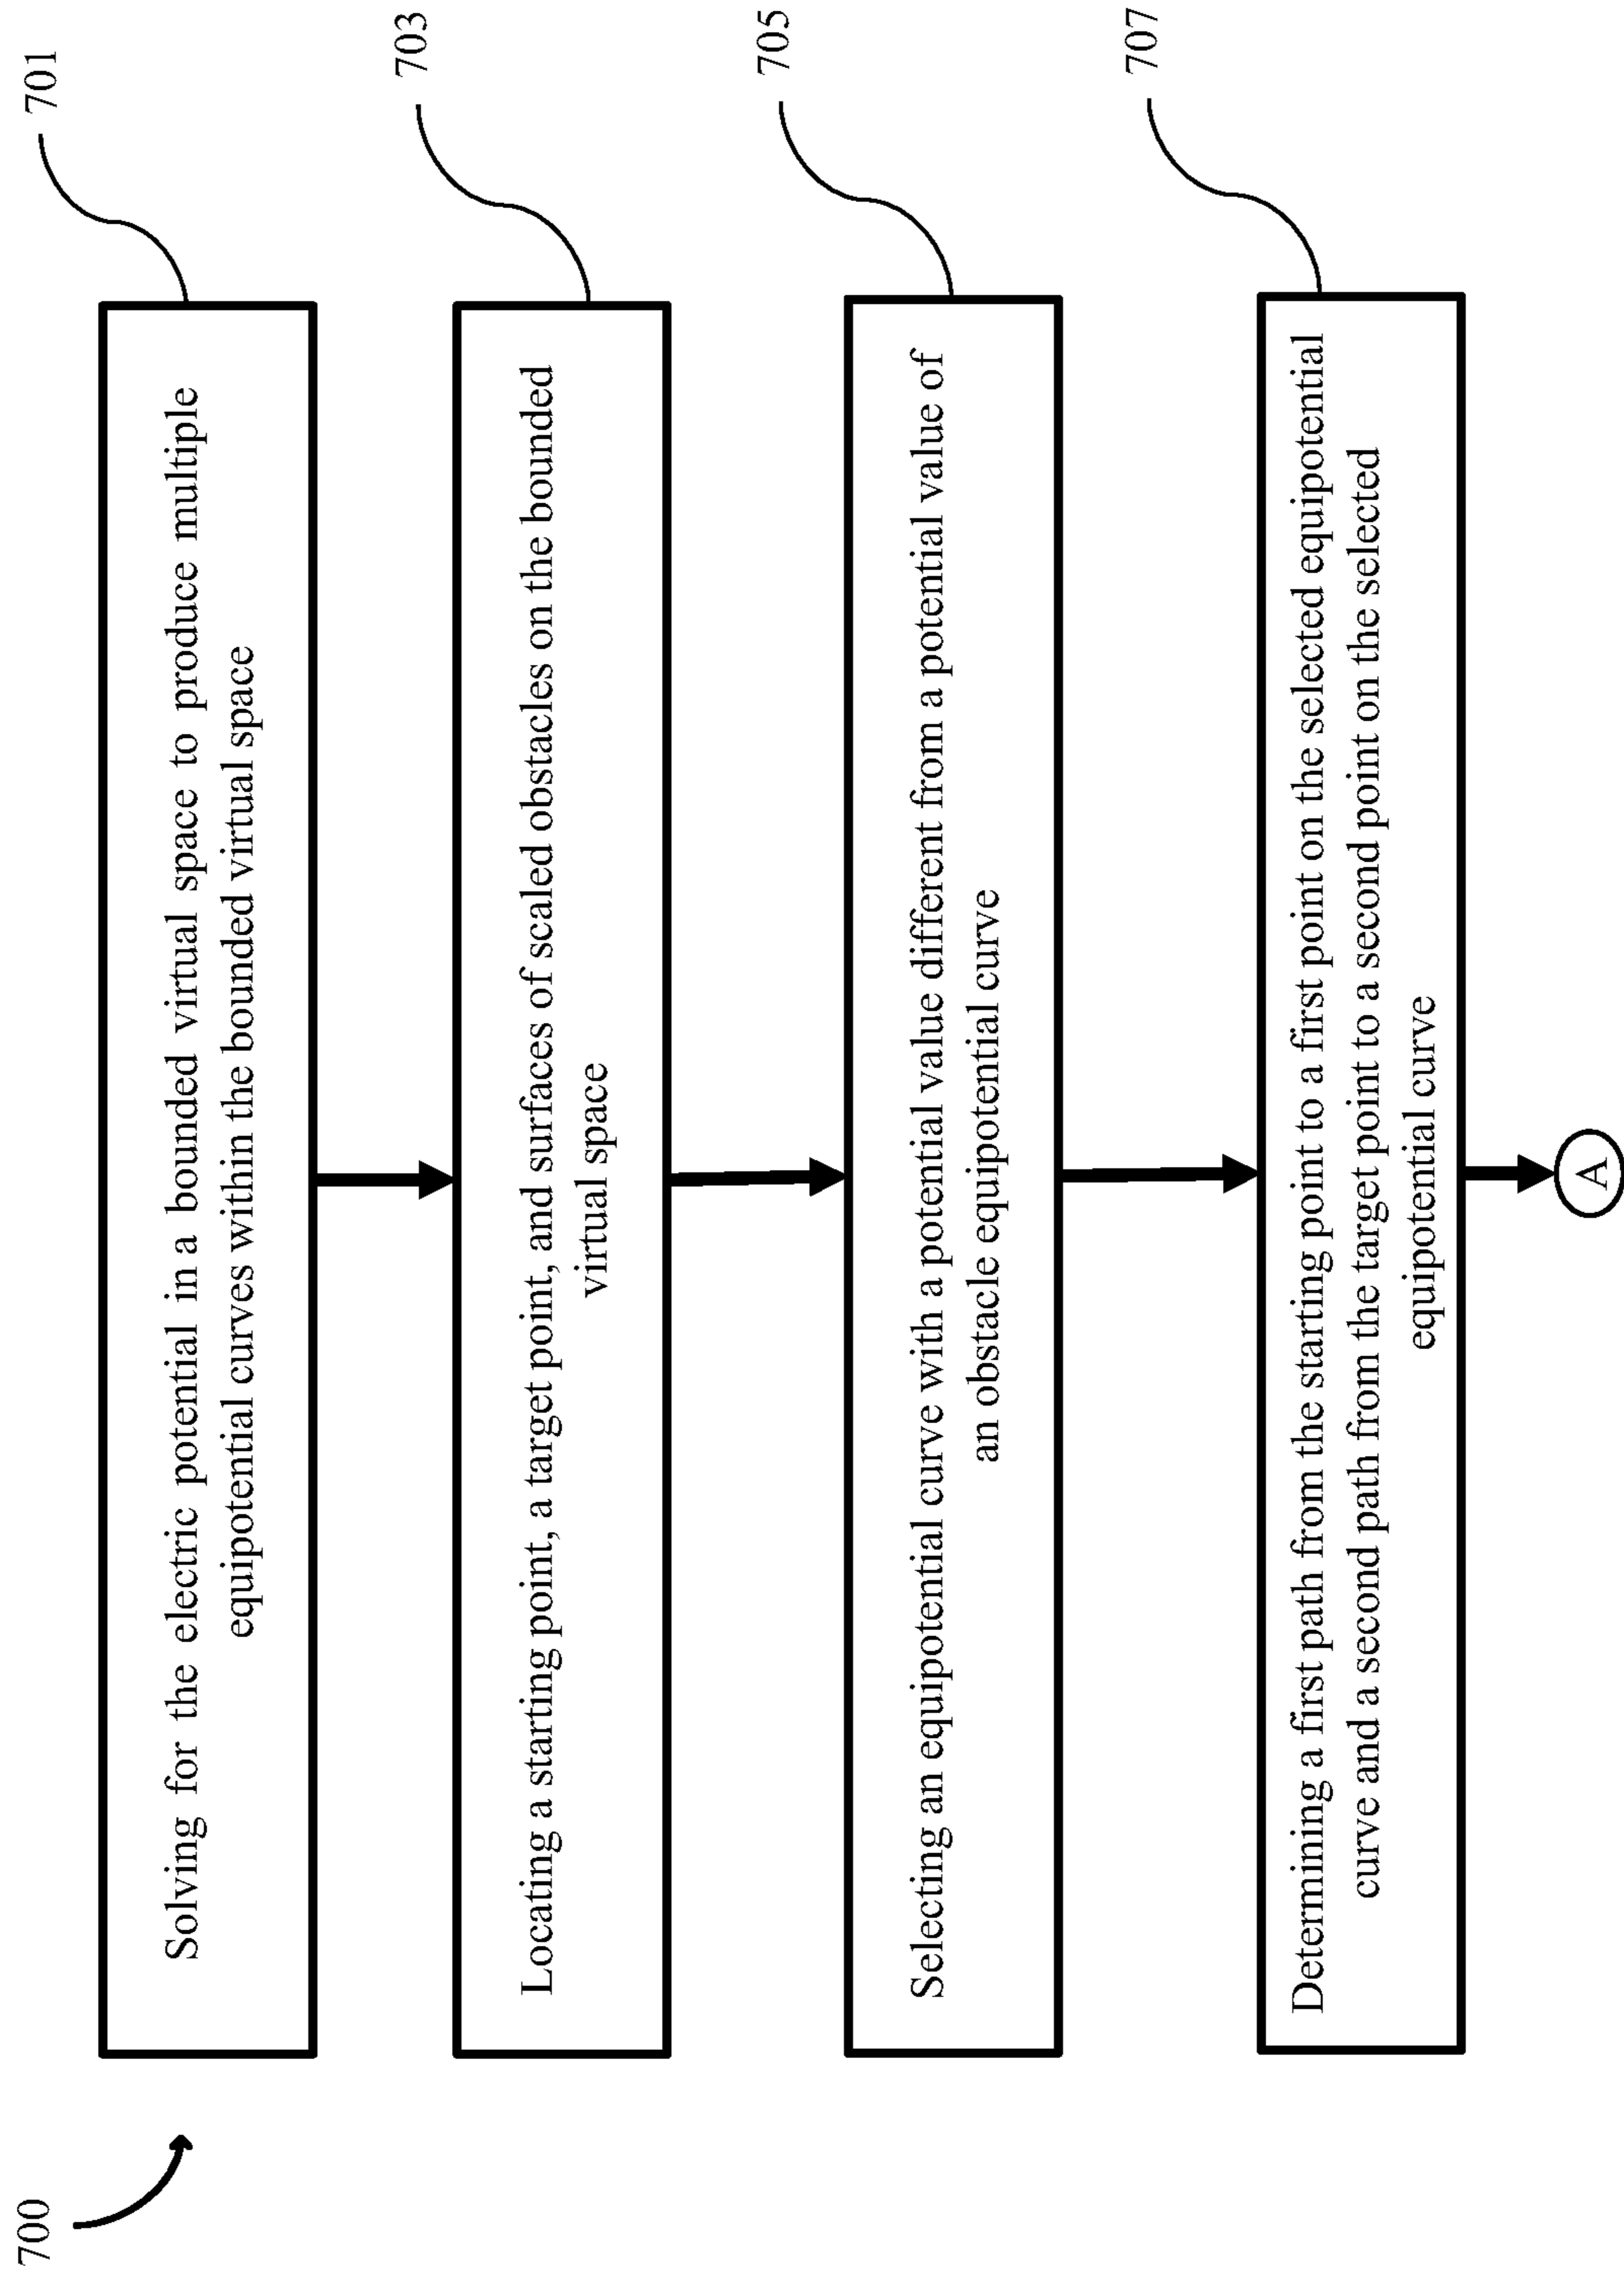 700
701
Solving for the electric potential in a bounded virtual space to produce multiple
equipotential curves within the bounded virtual space
703
Locating a starting point, a target point, and surfaces of scaled obstacles on the bounded
virtual space
705
Selecting an equipotential curve with a potential value different from a potential value of
an obstacle equipotential curve
707
Determining a first path from the starting point to a first point on the selected equipotential
curve and a second path from the target point to a second point on the selected
equipotential curve
A